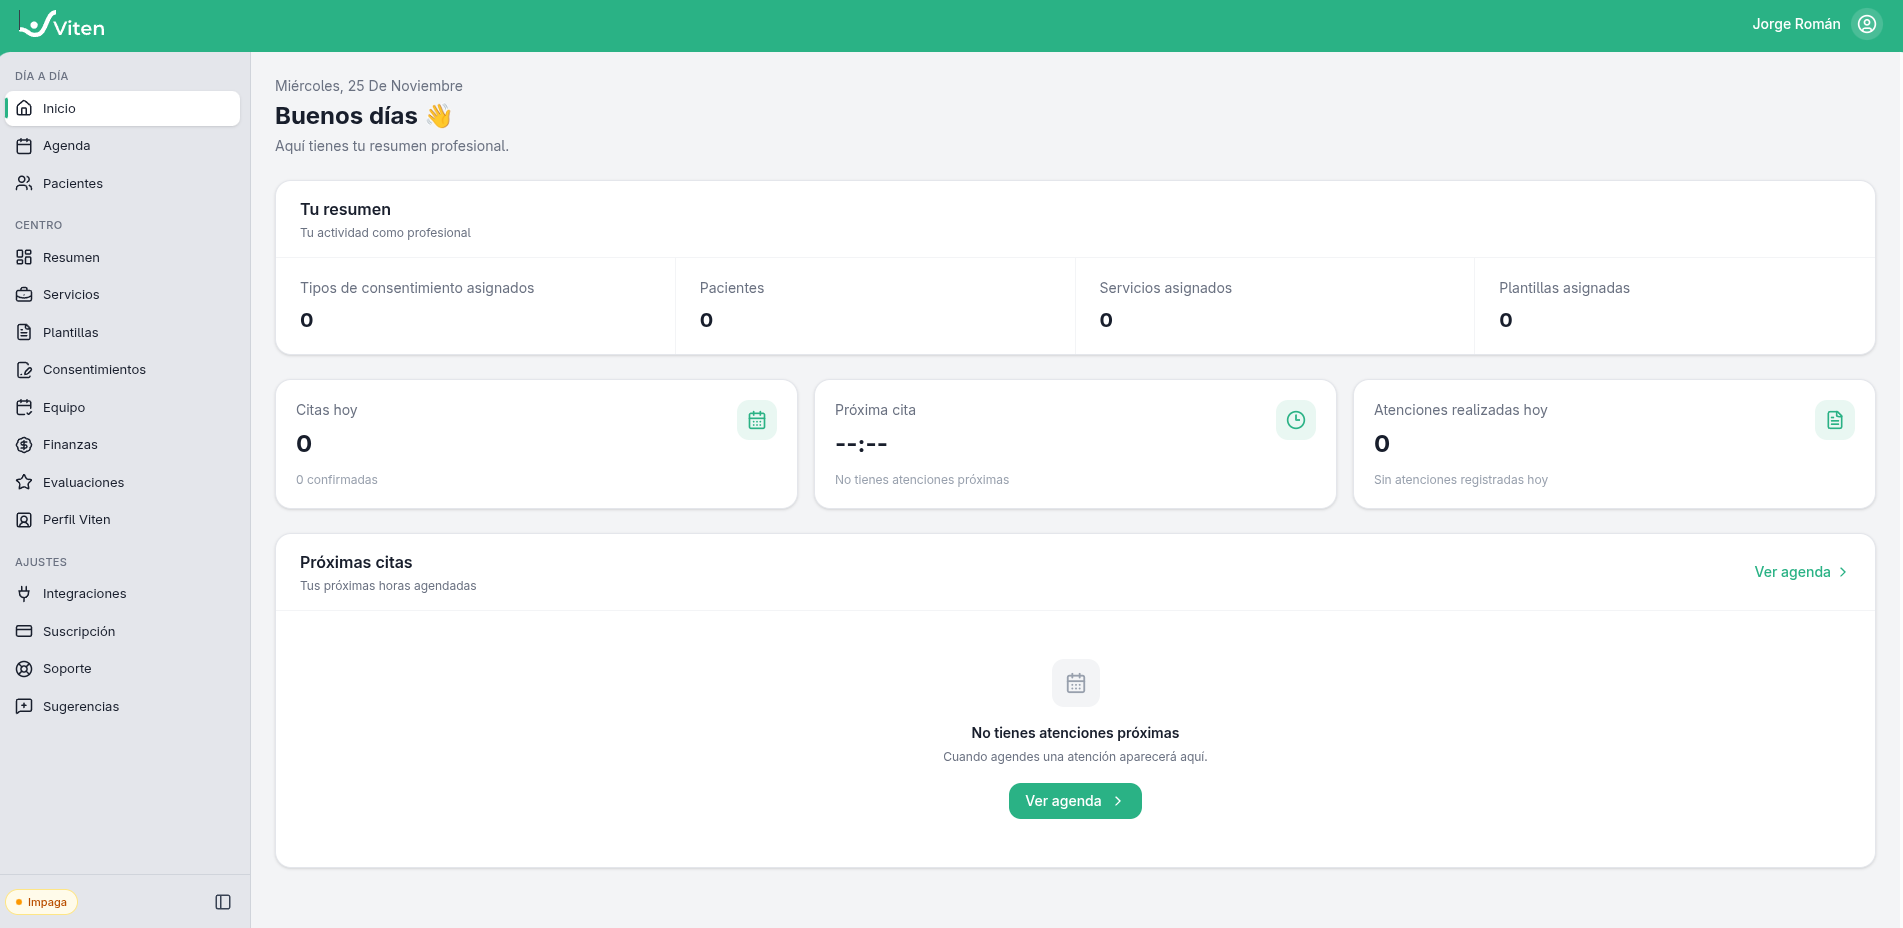 Viten
Jorge Román
DÍA A DÍA
Inicio
Agenda
Pacientes
CENTRO
Resumen
Servicios
Plantillas
Consentimientos
Equipo
Finanzas
Evaluaciones
Perfil Viten
AJUSTES
Integraciones
Suscripción
Soporte
Sugerencias
Impaga
Miércoles, 25 De Noviembre
Buenos días 👋
Aquí tienes tu resumen profesional.
Tu resumen
Tu actividad como profesional
Tipos de consentimiento asignados
0
Pacientes
0
Servicios asignados
0
Plantillas asignadas
0
Citas hoy
0
0 confirmadas
Próxima cita
--:--
No tienes atenciones próximas
Atenciones realizadas hoy
0
Sin atenciones registradas hoy
Próximas citas
Tus próximas horas agendadas
Ver agenda
No tienes atenciones próximas
Cuando agendes una atención aparecerá aquí.
Ver agenda